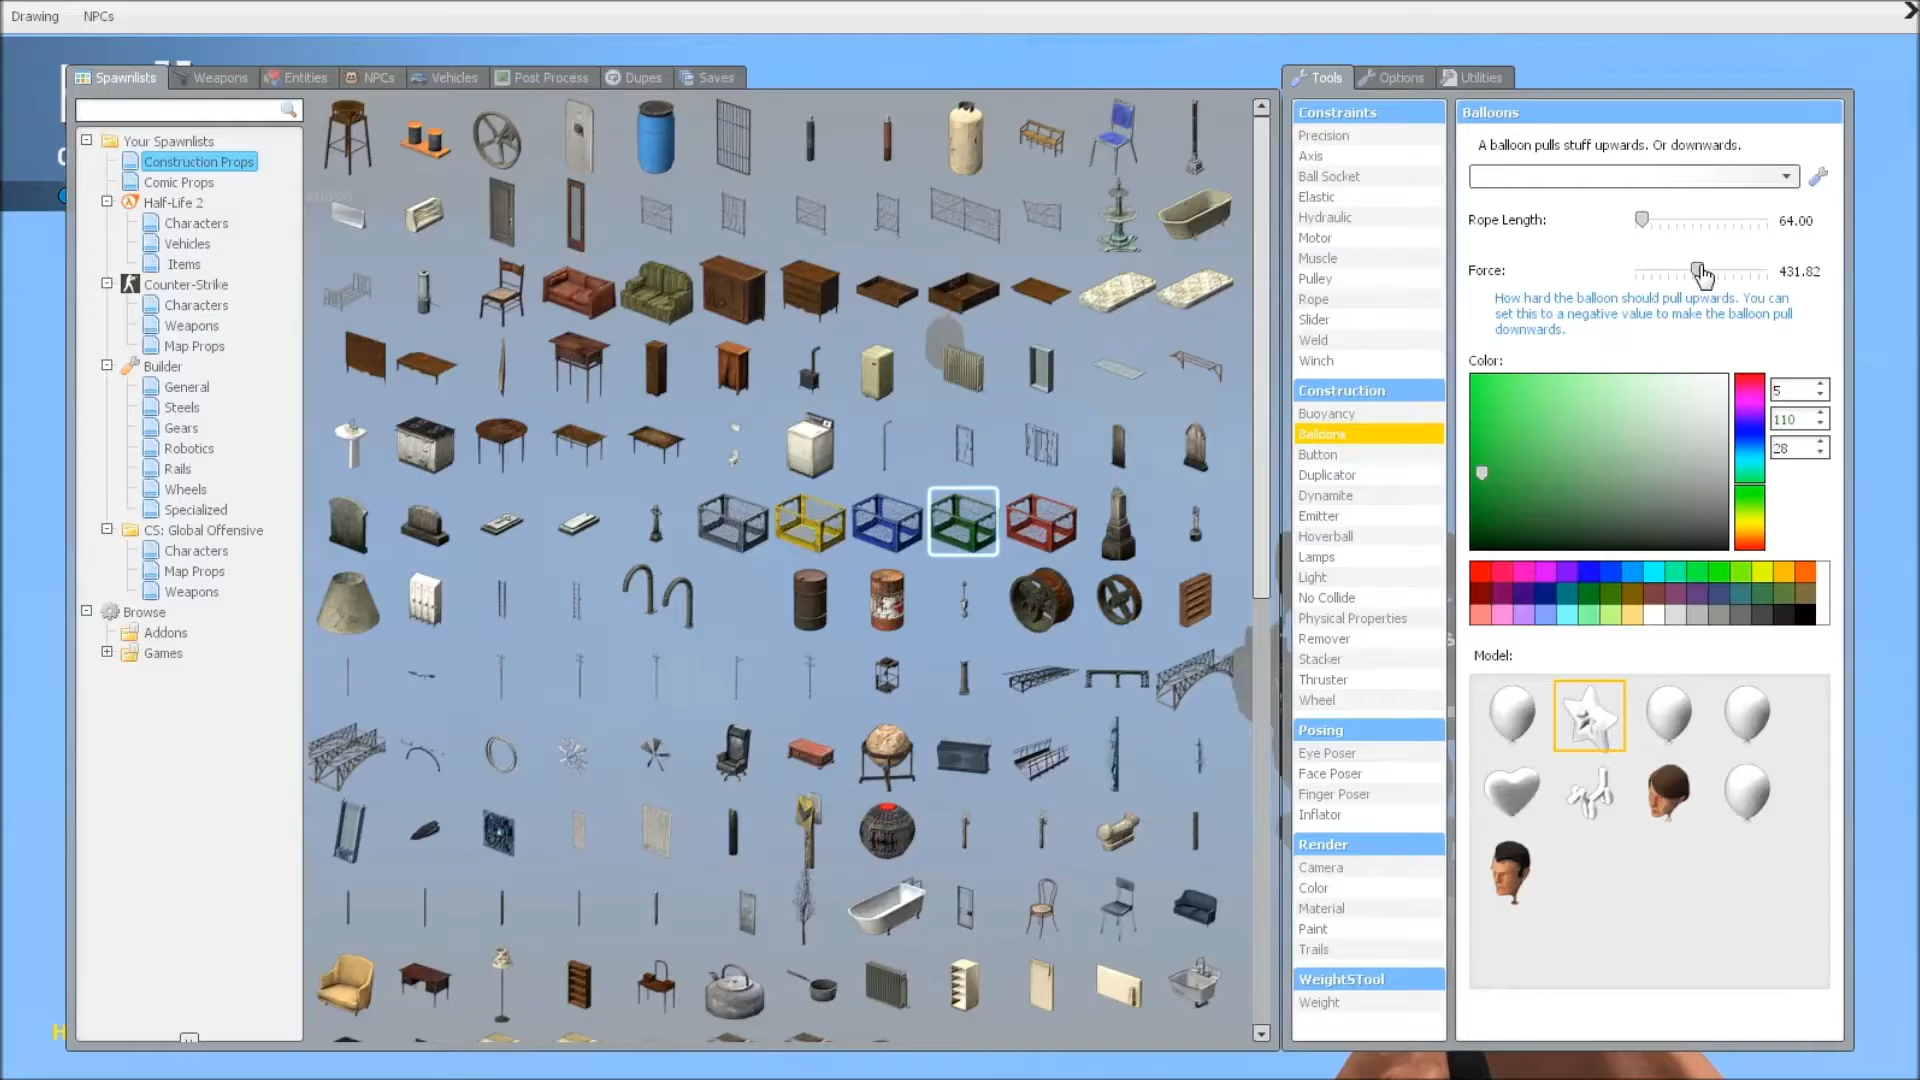 Drawing NPCs
Spawnlists Weapons Entities NPCs Vehicles Post Process Dupes Saves
Your Spawnlists
Construction Props
Comic Props
Half-Life 2
Characters
Vehicles
Items
Counter-Strike
Characters
Weapons
Map Props
Builder
General
Steels
Gears
Robotics
Rails
Wheels
Specialized
CS: Global Offensive
Characters
Map Props
Weapons
Browse
Addons
Games
Tools Options Utilities
Constraints
Precision
Axis
Ball Socket
Elastic
Hydraulic
Motor
Muscle
Pulley
Rope
Slider
Weld
Winch
Construction
Buoyancy
Balloons
Button
Duplicator
Dynamite
Emitter
Hoverball
Lamps
Light
No Collide
Physical Properties
Remover
Stacker
Thruster
Wheel
Posing
Eye Poser
Face Poser
Finger Poser
Inflator
Render
Camera
Color
Material
Paint
Trails
WeightSTool
Weight
Balloons
A balloon pulls stuff upwards. Or downwards.
Rope Length: 64.00
Force: 431.82
How hard the balloon should pull upwards. You can
set this to a negative value to make the balloon pull
downwards.
Color:
5
110
28
Model:
H